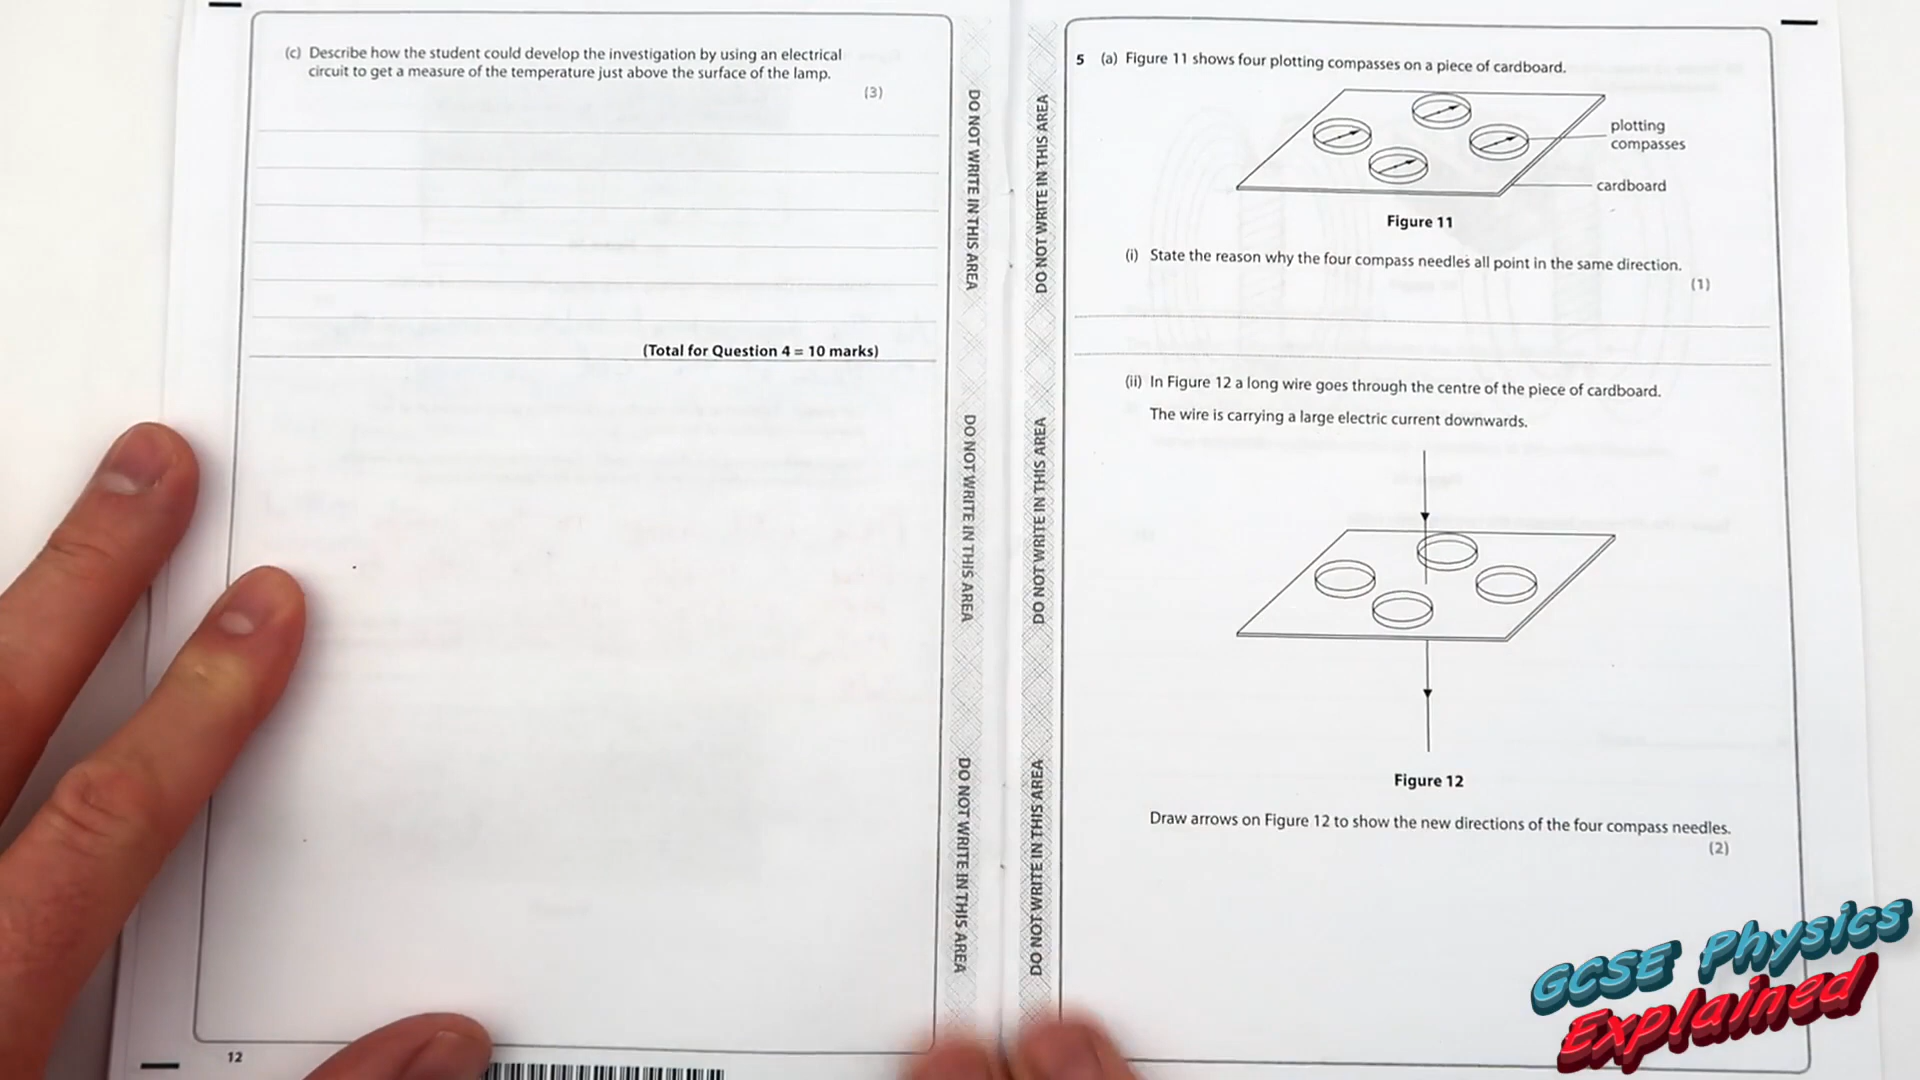 (c) Describe how the student could develop the investigation by using an electrical
circuit to get a measure of the temperature just above the surface of the lamp.
(3)
(Total for Question 4 = 10 marks)
12
DO NOT WRITE IN THIS AREA
DO NOT WRITE IN THIS AREA
DO NOT WRITE IN THIS AREA
DO NOT WRITE IN THIS AREA
DO NOT WRITE IN THIS AREA
DO NOT WRITE IN THIS AREA
5 (a) Figure 11 shows four plotting compasses on a piece of cardboard.
plotting
compasses
cardboard
Figure 11
(i) State the reason why the four compass needles all point in the same direction.
(1)
(ii) In Figure 12 a long wire goes through the centre of the piece of cardboard.
The wire is carrying a large electric current downwards.
Figure 12
Draw arrows on Figure 12 to show the new directions of the four compass needles.
(2)
GCSE Physics
Explained